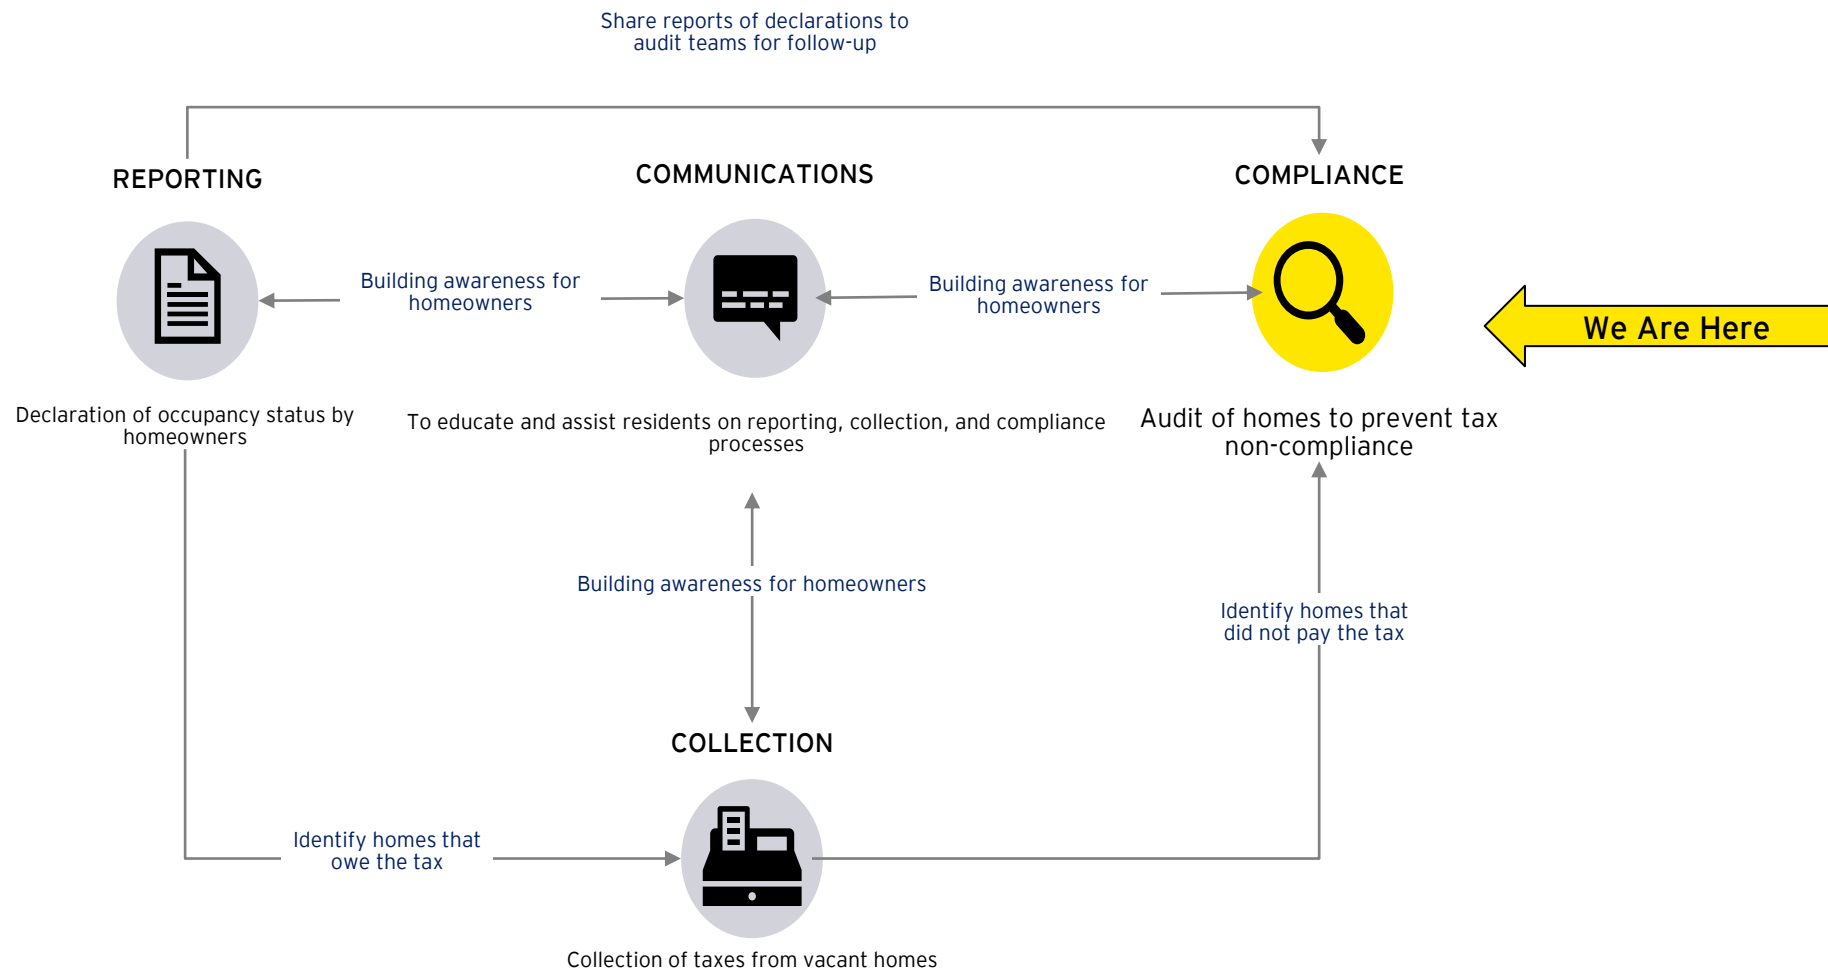 Share reports of declarations to
audit teams for follow-up
REPORTING
COMMUNICATIONS
COMPLIANCE
Building awareness for
homeowners
Building awareness for
homeowners
We Are Here
Declaration of occupancy status by
homeowners
To educate and assist residents on reporting, collection, and compliance
processes
Audit of homes to prevent tax
non-compliance
Building awareness for homeowners
Identify homes that
did not pay the tax
COLLECTION
Identify homes that
owe the tax
Collection of taxes from vacant homes